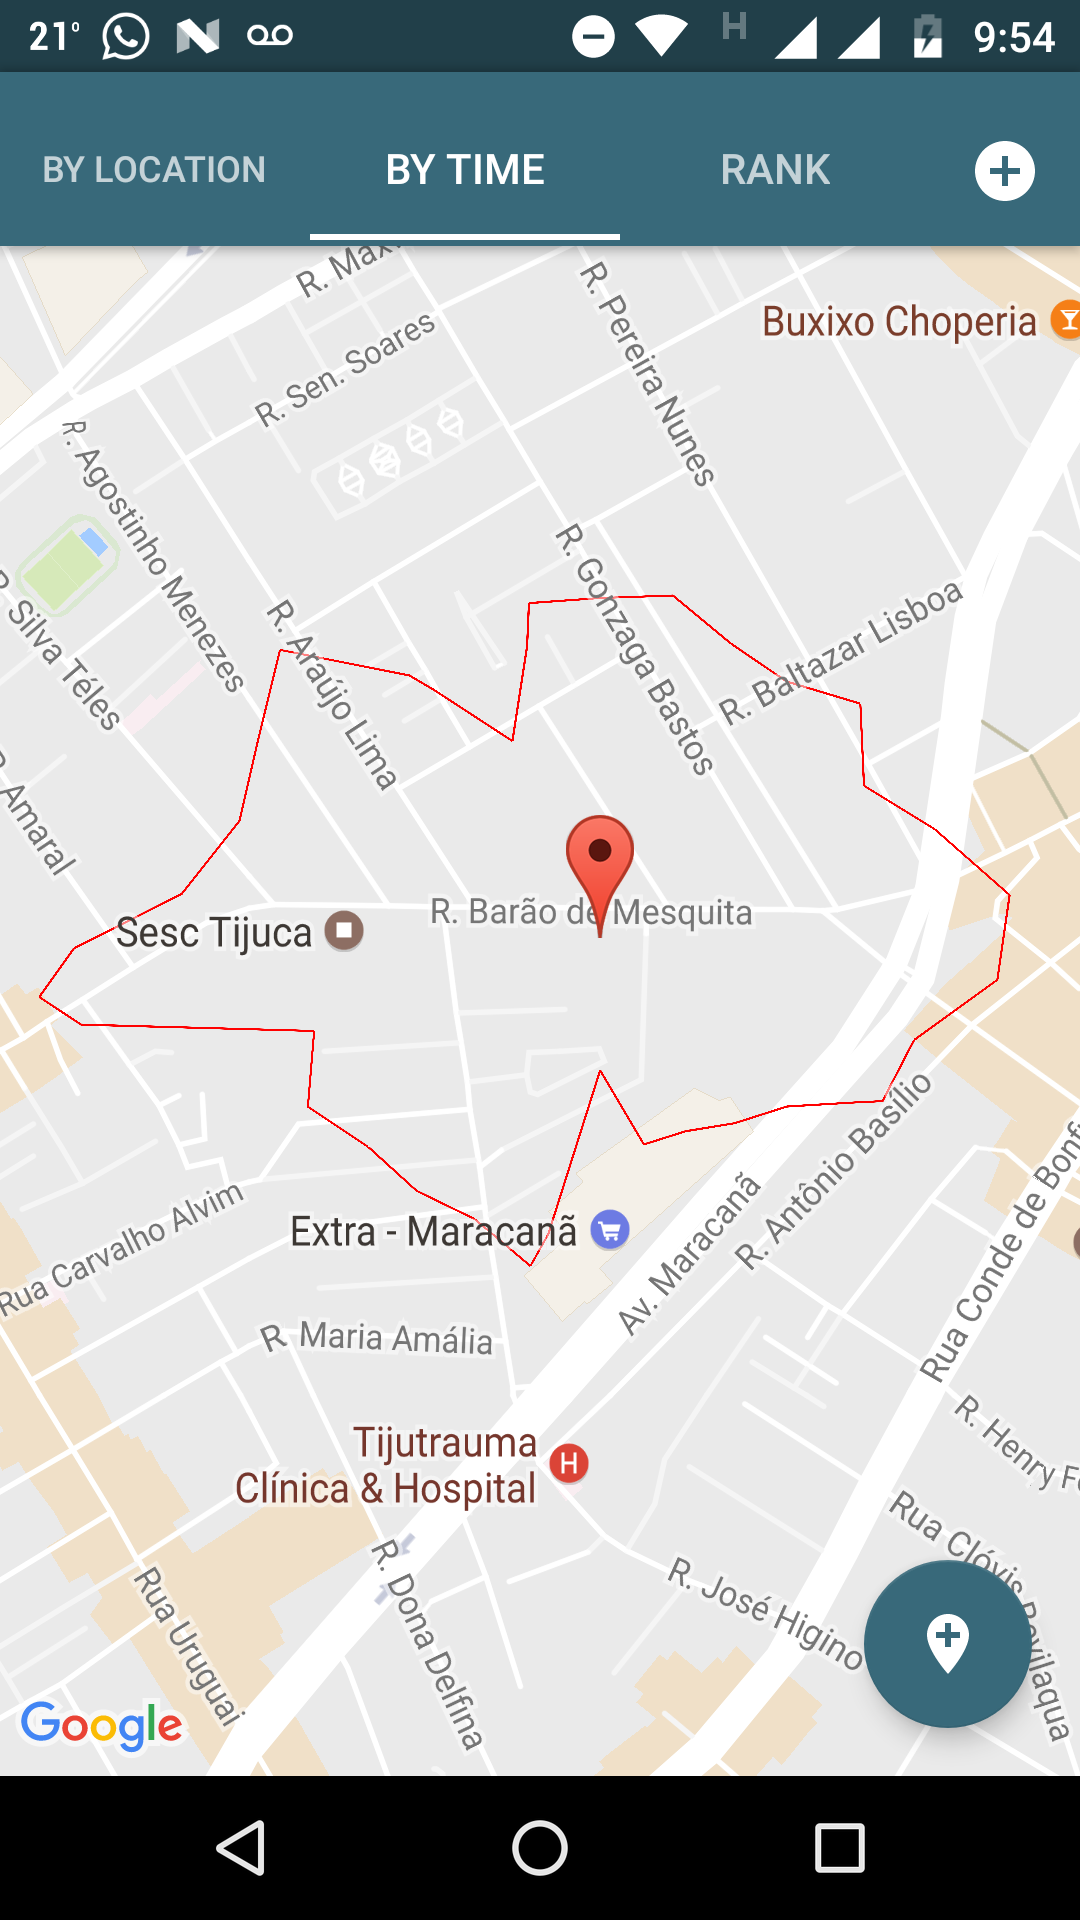 21°
H
9:54
BY LOCATION
BY TIME
RANK
R. Pereira Nunes
Buxixo Choperia
R. Sen. Soares
R. Agostinho Menezes
R. Gonzaga Bastos
Silva Téles
R. Araújo Lima
R. Baltazar Lisboa
Amaral
R. Barão de Mesquita
Sesc Tijuca
R. Antônio Basílio
Rua Carvalho Alvim
Extra - Maracanã
Av. Maracanã
Rua Conde de
R. Maria Amália
R. Henry
Tijutrauma
Clínica & Hospital
H
Rua Clóvis
R. Dona Delfina
R. José Higino
Rua Uruguai
Google